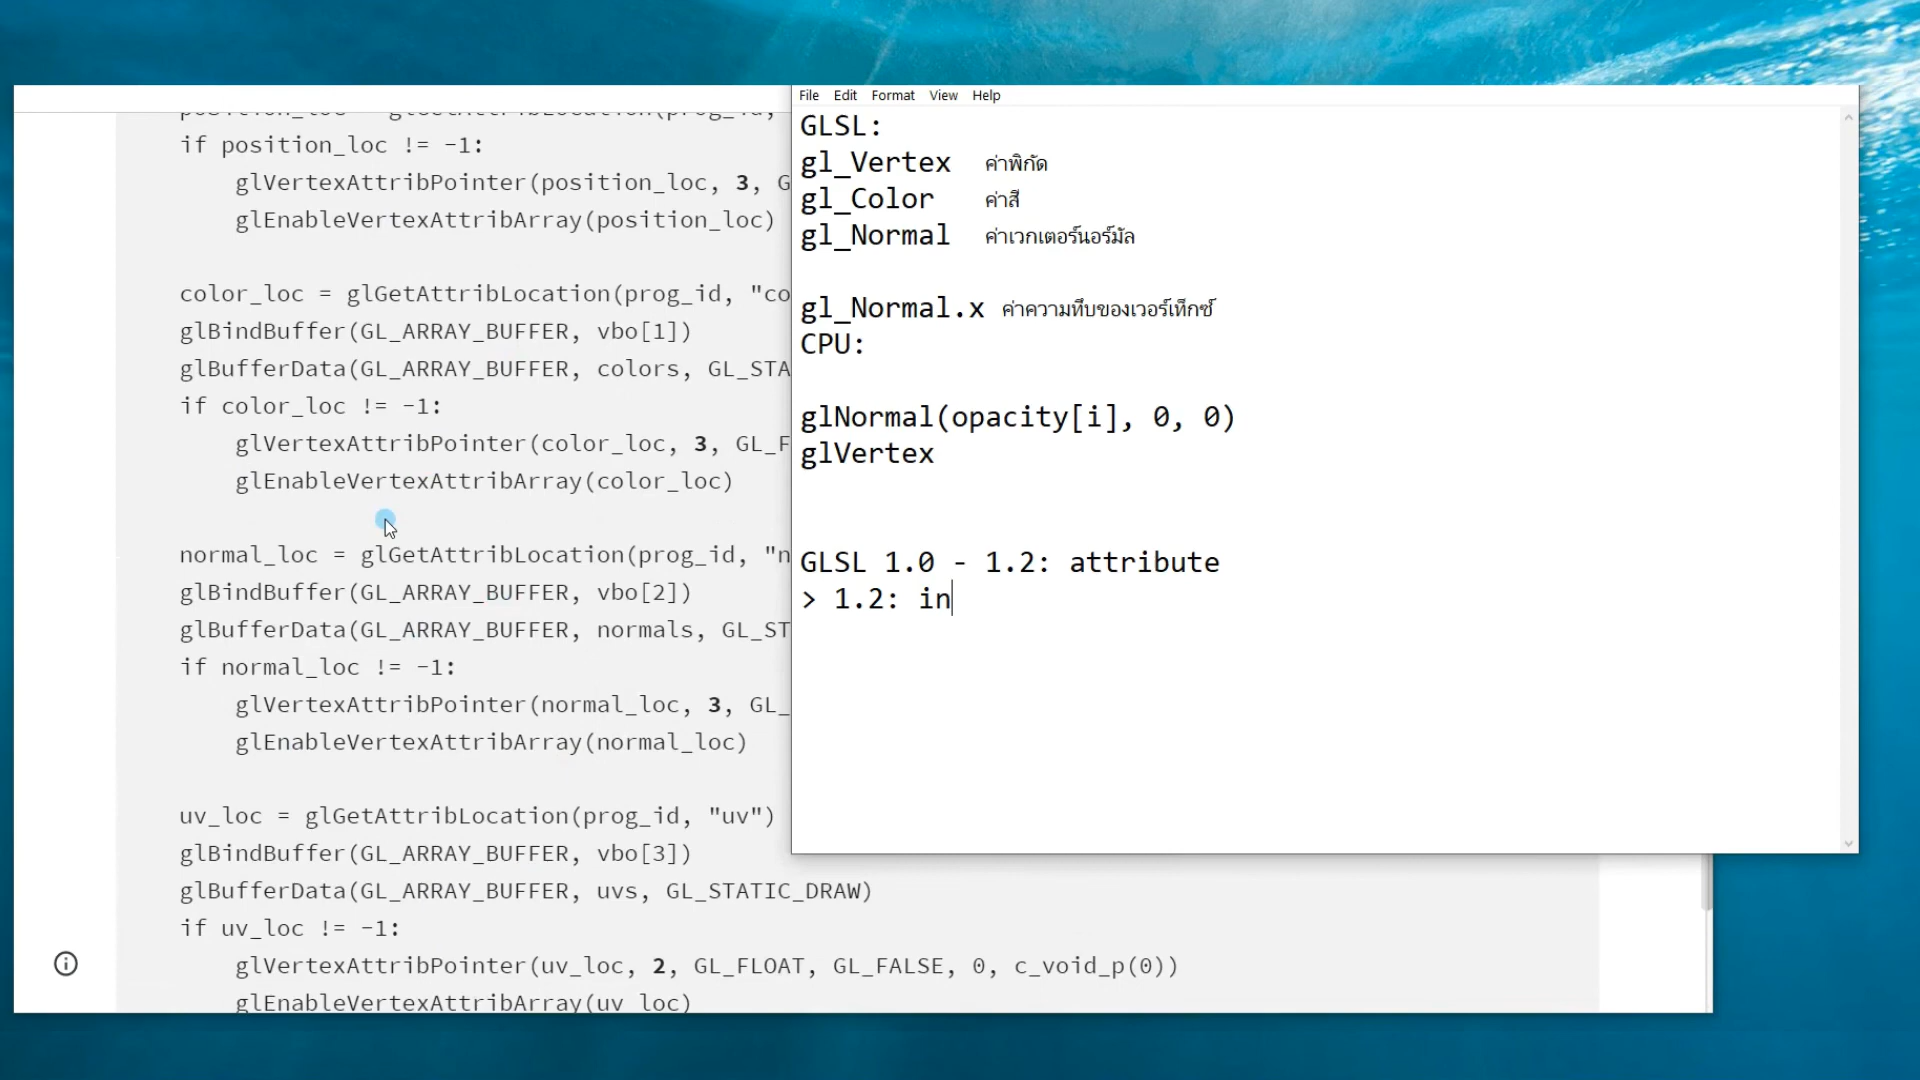 if position_loc != -1:
glVertexAttribPointer(position_loc, 3, G
glEnableVertexAttribArray(position_loc)
color_loc = glGetAttribLocation(prog_id, "co
glBindBuffer(GL_ARRAY_BUFFER, vbo[1])
glBufferData(GL_ARRAY_BUFFER, colors, GL_STA
if color_loc != -1:
glVertexAttribPointer(color_loc, 3, GL_F
glEnableVertexAttribArray(color_loc)
normal_loc = glGetAttribLocation(prog_id, "n
glBindBuffer(GL_ARRAY_BUFFER, vbo[2])
glBufferData(GL_ARRAY_BUFFER, normals, GL_ST
if normal_loc != -1:
glVertexAttribPointer(normal_loc, 3, GL_
glEnableVertexAttribArray(normal_loc)
uv_loc = glGetAttribLocation(prog_id, "uv")
glBindBuffer(GL_ARRAY_BUFFER, vbo[3])
glBufferData(GL_ARRAY_BUFFER, uvs, GL_STATIC_DRAW)
if uv_loc != -1:
glVertexAttribPointer(uv_loc, 2, GL_FLOAT, GL_FALSE, 0, c_void_p(0))
glEnableVertexAttribArray(uv_loc)
File Edit Format View Help
GLSL:
gl_Vertex ค่าพิกัด
gl_Color ค่าสี
gl_Normal ค่าเวกเตอร์นอร์มัล
gl_Normal.x ค่าความทึบของเวอร์เท็กซ์
CPU:
glNormal(opacity[i], 0, 0)
glVertex
GLSL 1.0 - 1.2: attribute
> 1.2: in